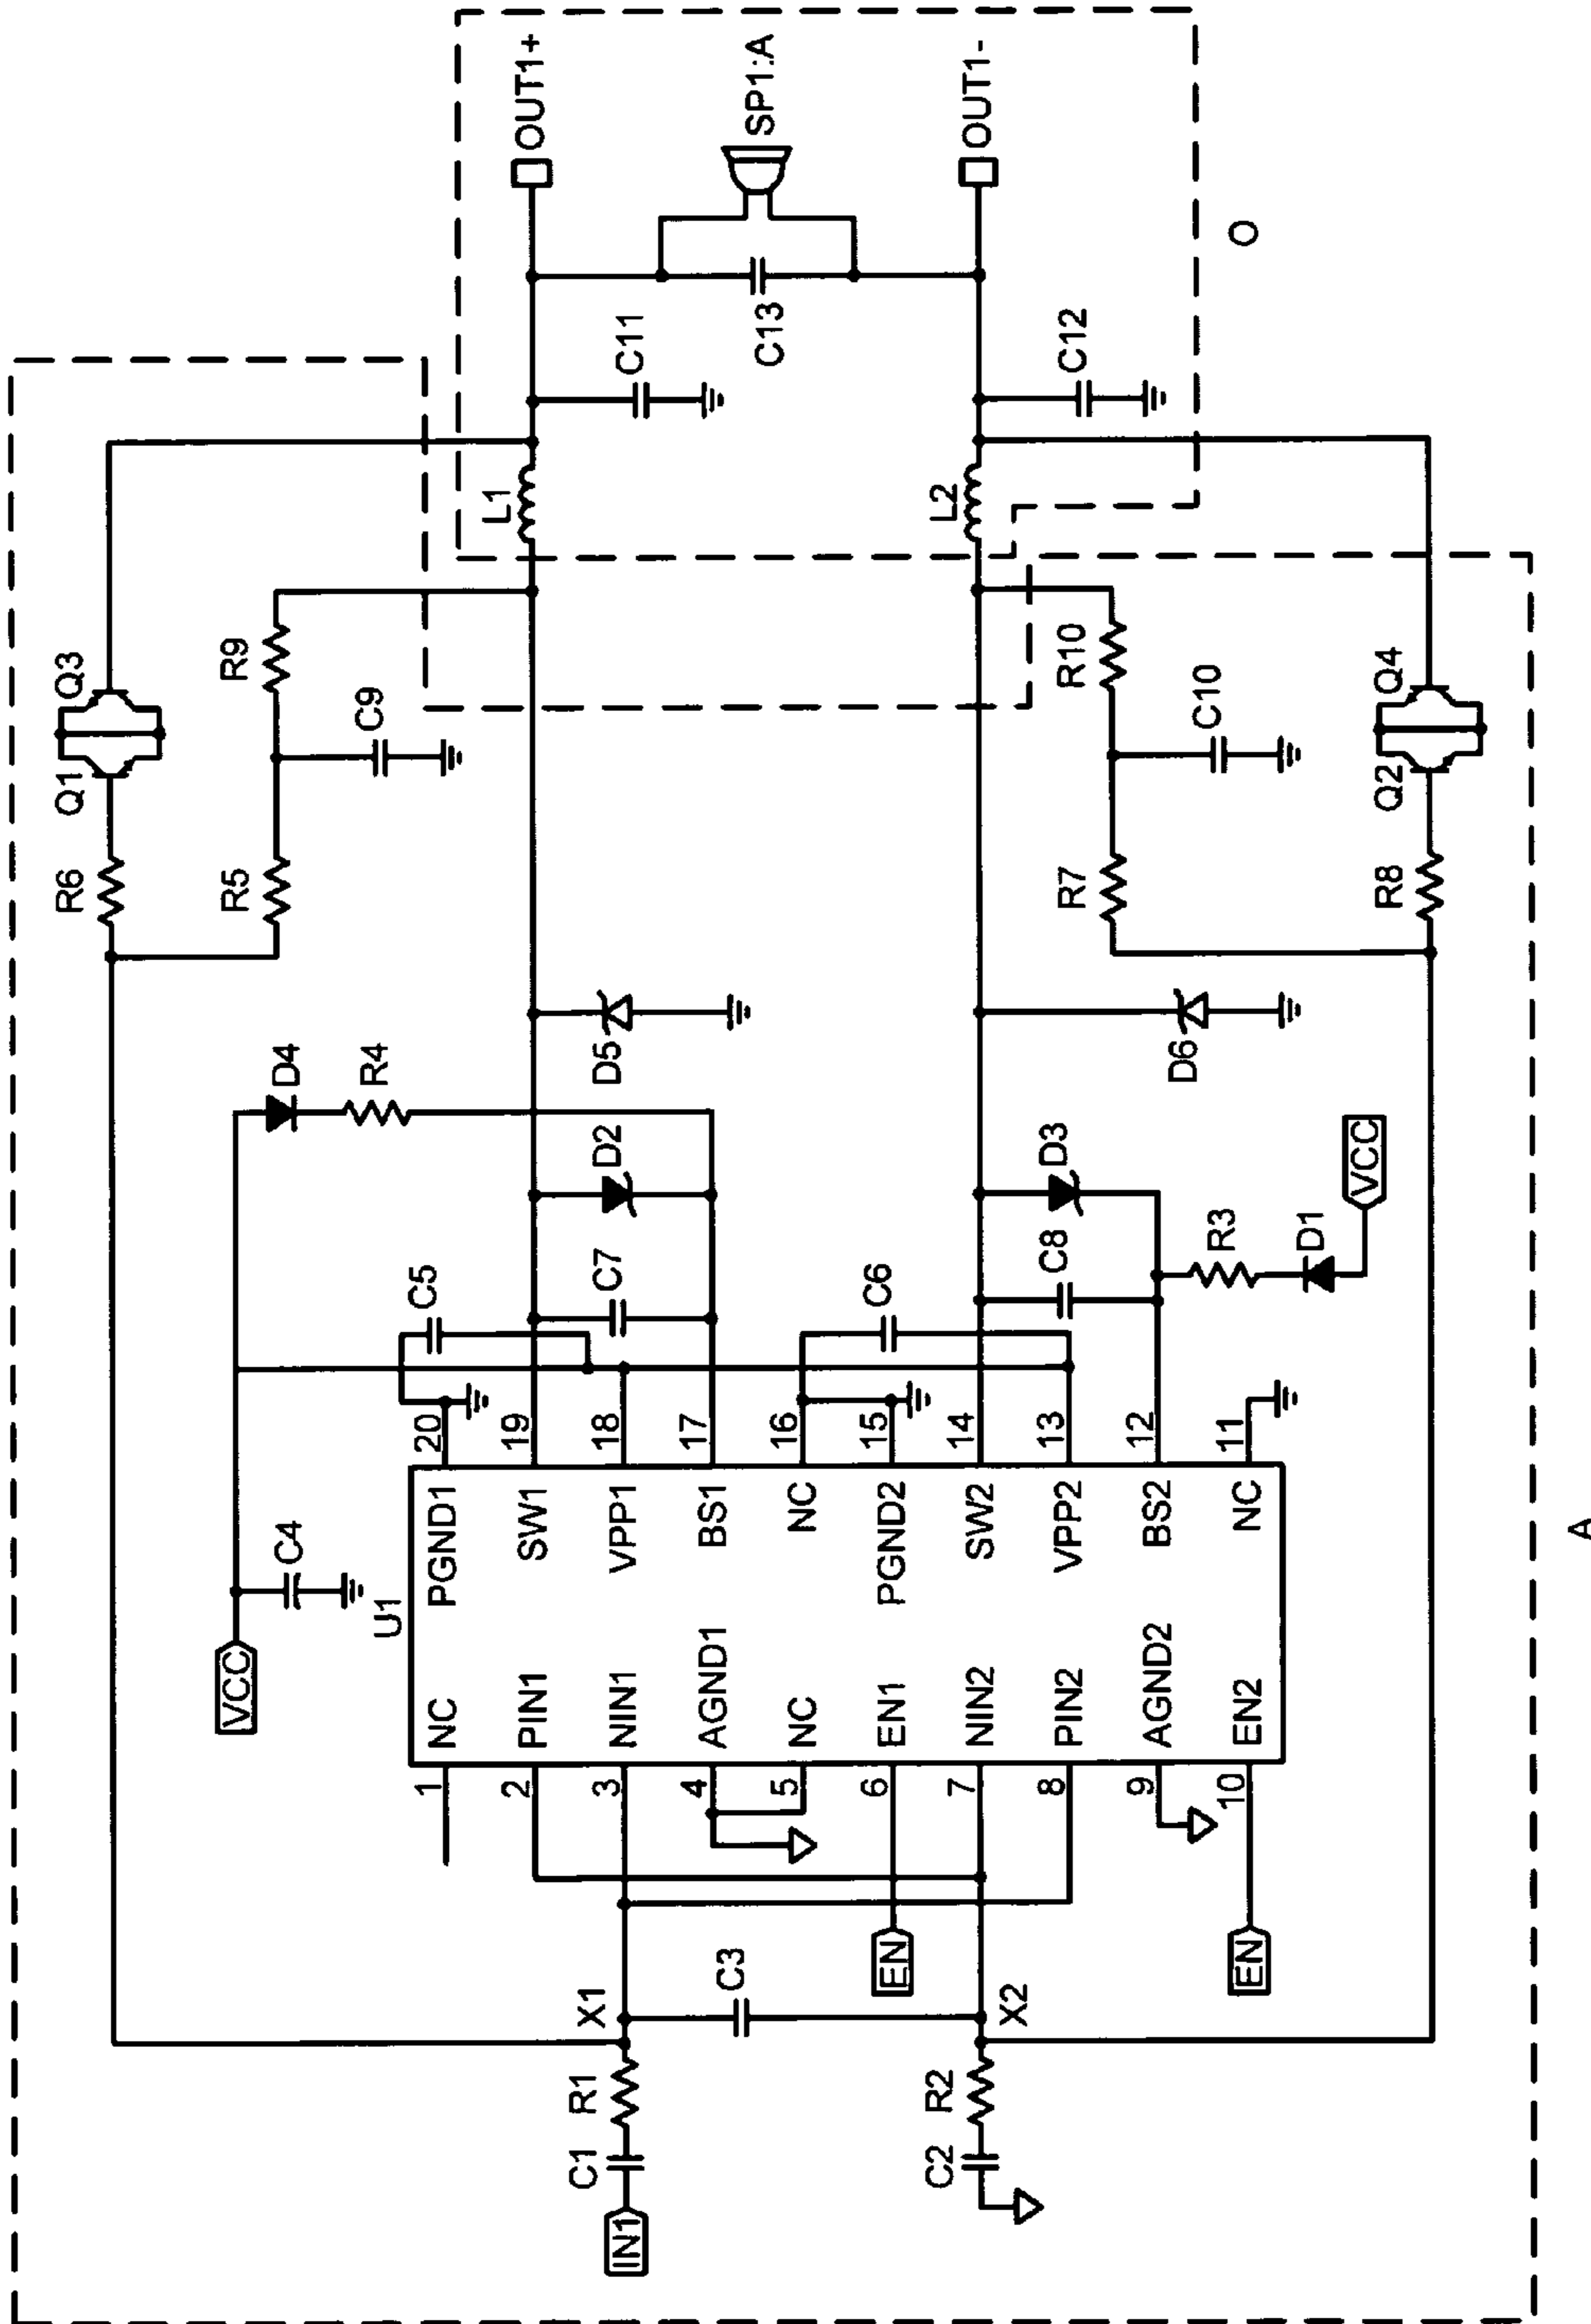 OUT1+
SP1:A
OUT1-
O
C11
C13
C12
L1
L2
Q3
R9
Q1
C9
R10
Q4
C10
Q2
R6
R5
R7
R8
D4
R4
D5
D6
D2
D3
VCC
C5
C7
C6
C8
R3
D1
20
19
18
17
16
15
14
13
12
11
C4
U1
PGND1
SW1
VPP1
BS1
NC
PGND2
SW2
VPP2
BS2
NC
VCC
NC
PIN1
NIN1
AGND1
NC
EN1
NIN2
PIN2
AGND2
EN2
1
2
3
4
5
6
7
8
9
10
EN
EN
X1
C3
X2
R1
R2
C1
C2
IN1
A